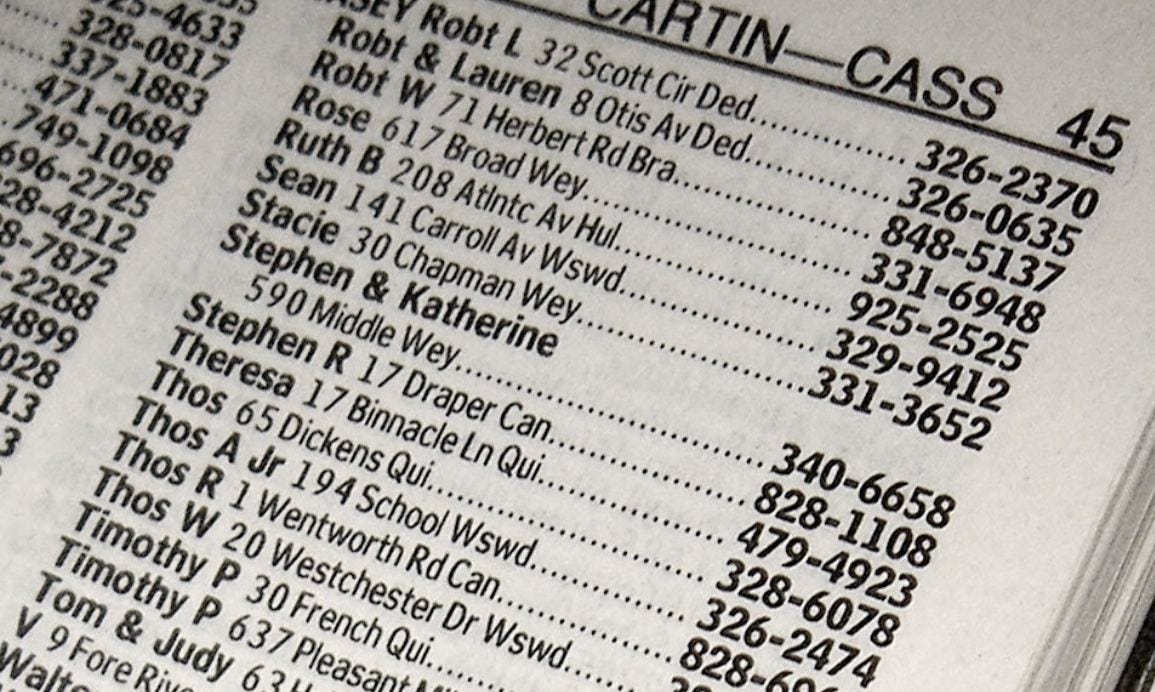 CARTIN—CASS 45
25-4633
328-0817
337-1883
471-0684
749-1098
696-2725
28-4212
8-7872
-2288
4899
028
13
3
SEY Robt L 32 Scott Cir Ded 326-2370
Robt & Lauren 8 Otis Av Ded 326-0635
Robt W 71 Herbert Rd Bra 848-5137
Rose 617 Broad Wey 331-6948
Ruth B 208 Atlntc Av Hul 925-2525
Sean 141 Carroll Av Wswd 329-9412
Stacie 30 Chapman Wey 331-3652
Stephen & Katherine
590 Middle Wey 340-6658
Stephen R 17 Draper Can 828-1108
Theresa 17 Binnacle Ln Qui 479-4923
Thos 65 Dickens Qui 328-6078
Thos A Jr 194 School Wswd 326-2474
Thos R 1 Wentworth Rd Can 828-69
Thos W 20 Westchester Dr Wswd
Timothy P 30 French Qui
Timothy P 637 Pleasant
Tom & Judy 63
V 9 Fore Rive